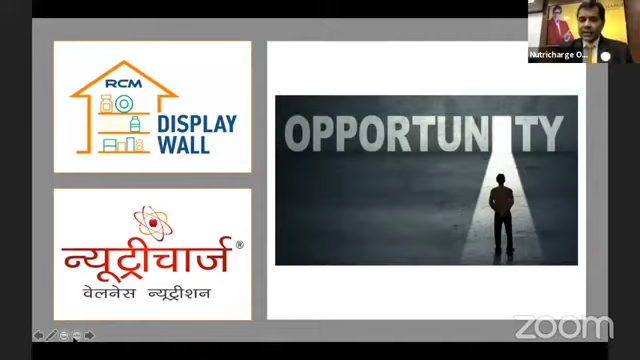 RCM
DISPLAY
WALL
न्यूट्रीचार्ज®
वेलनेस न्यूट्रीशन
OPPORTUNITY
Nutricharge O...
zoom